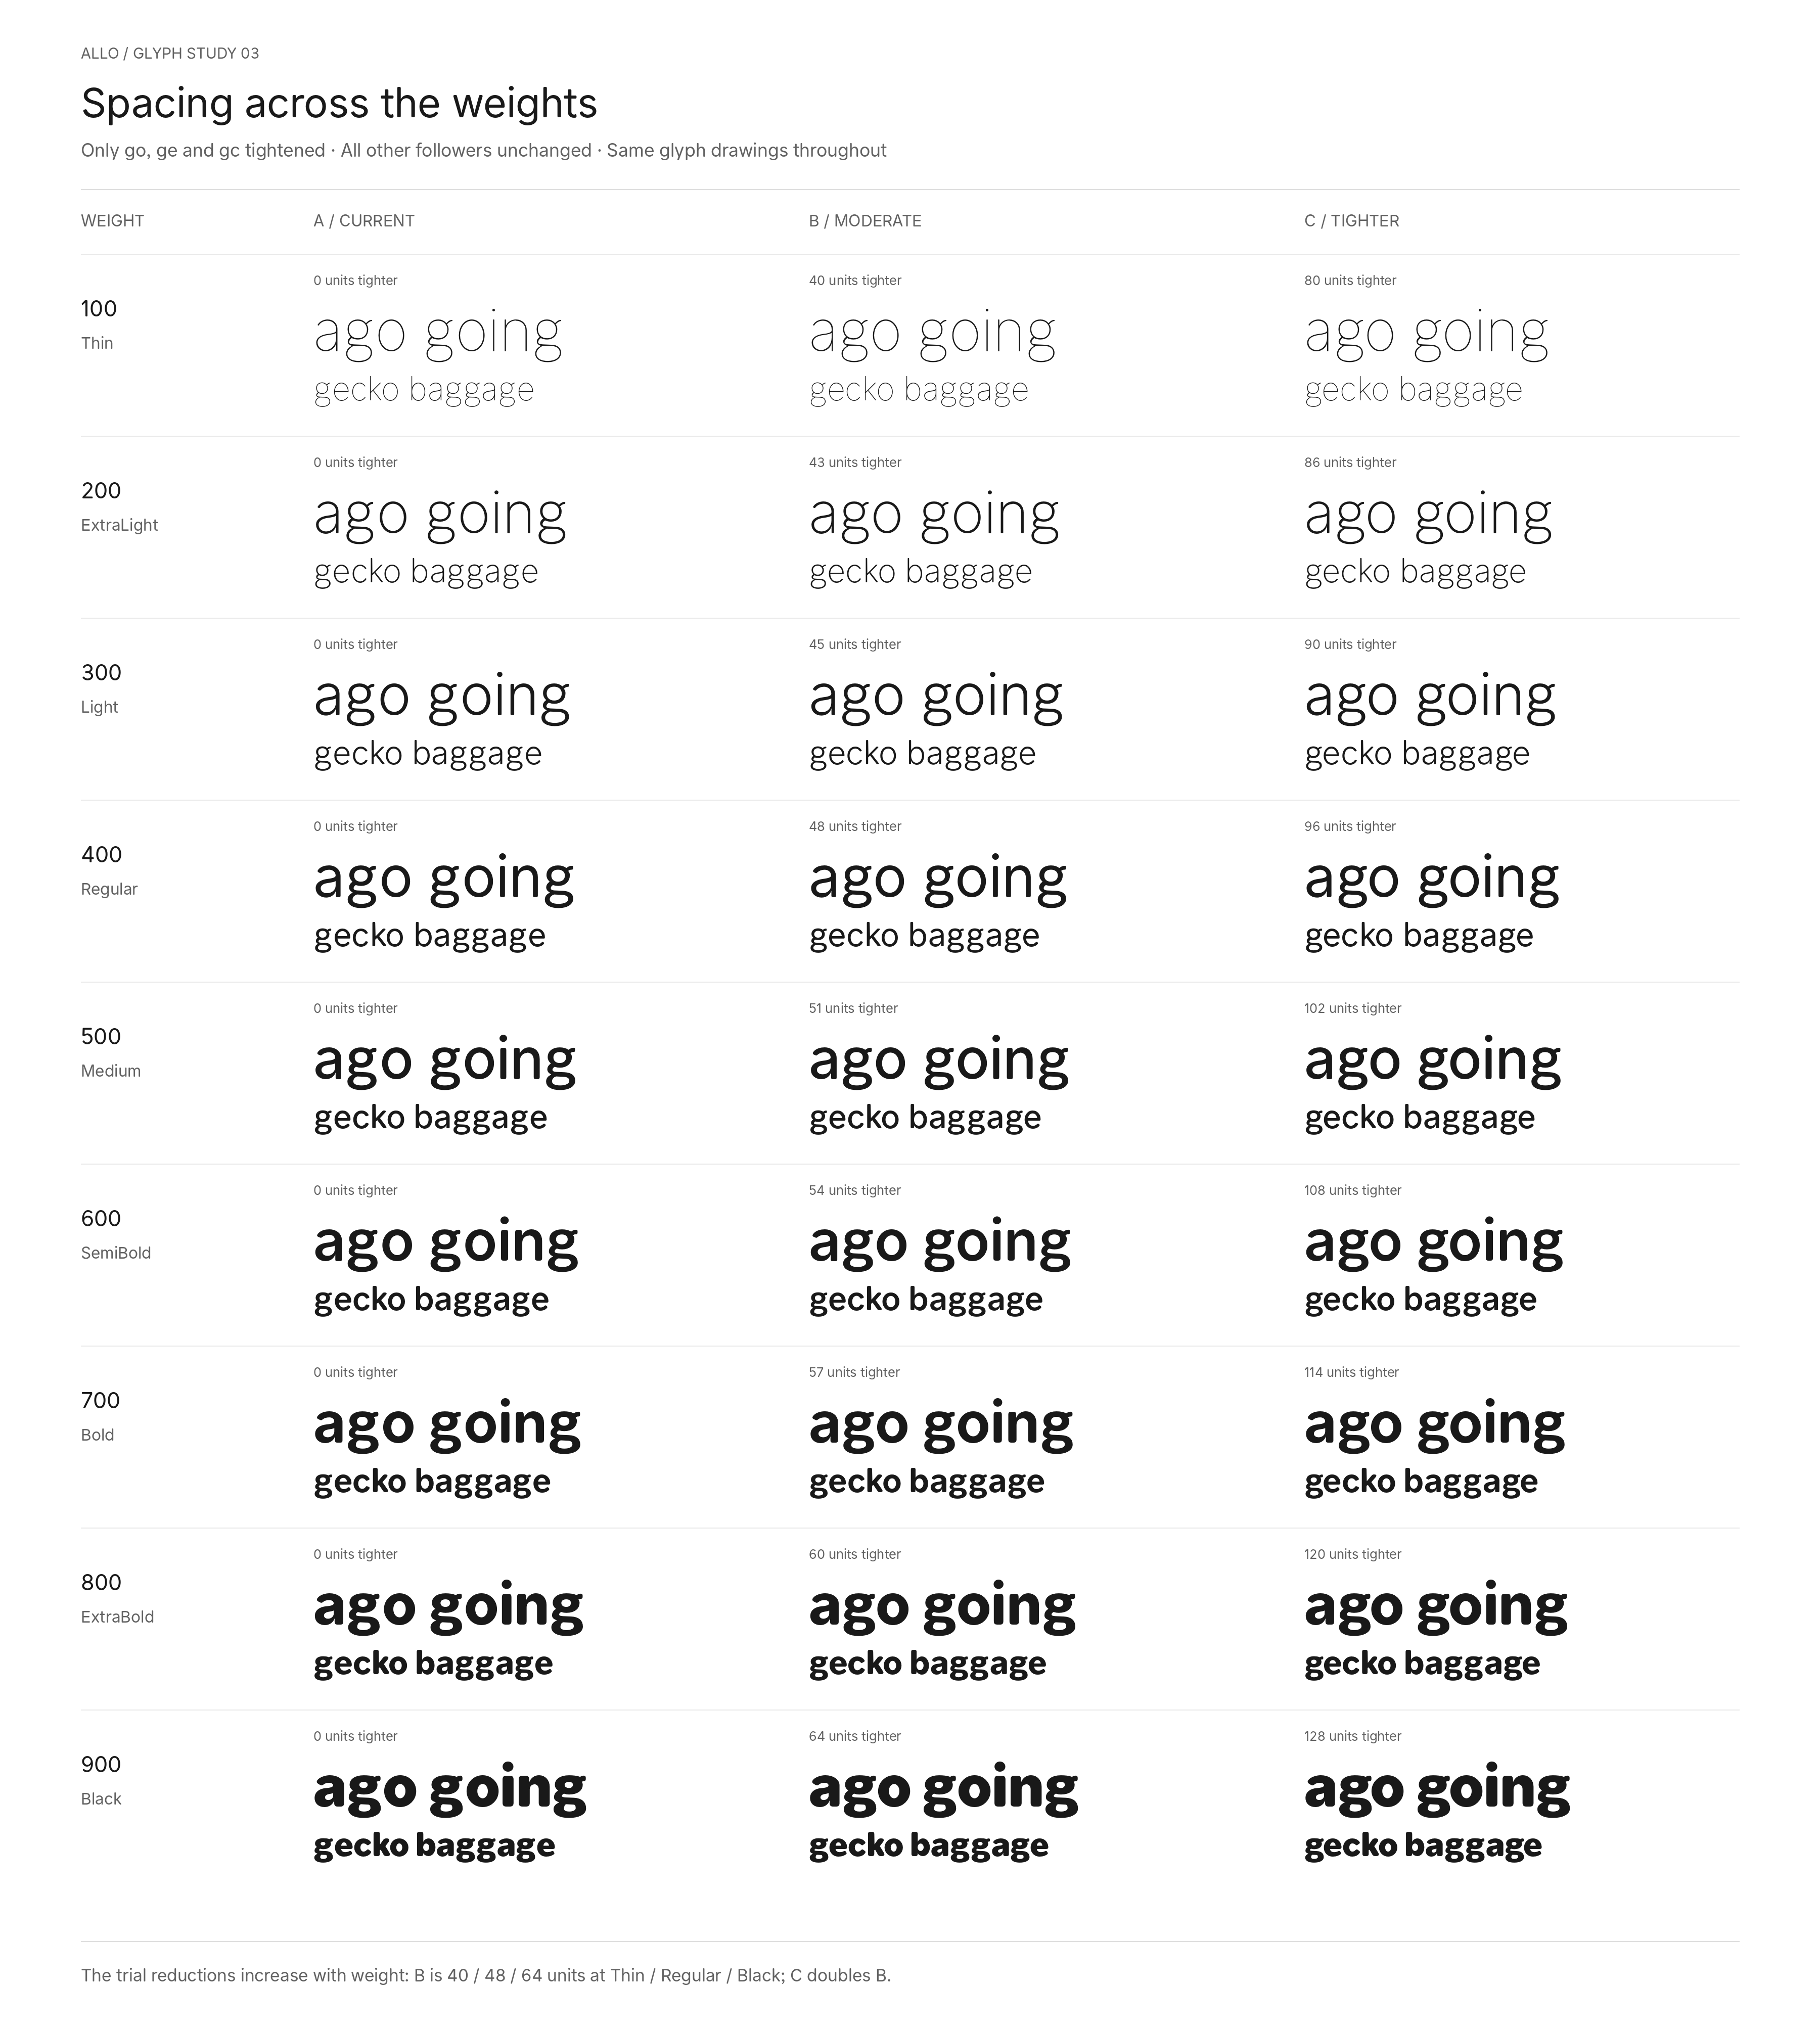 ALLO / GLYPH STUDY 03
Spacing across the weights
Only go, ge and gc tightened · All other followers unchanged · Same glyph drawings throughout
WEIGHT A / CURRENT B / MODERATE C / TIGHTER
0 units tighter 40 units tighter 80 units tighter
100 ago going ago going ago going
Thin gecko baggage gecko baggage gecko baggage
0 units tighter 43 units tighter 86 units tighter
200 ago going ago going ago going
ExtraLight gecko baggage gecko baggage gecko baggage
0 units tighter 45 units tighter 90 units tighter
300 ago going ago going ago going
Light gecko baggage gecko baggage gecko baggage
0 units tighter 48 units tighter 96 units tighter
400 ago going ago going ago going
Regular gecko baggage gecko baggage gecko baggage
0 units tighter 51 units tighter 102 units tighter
500 ago going ago going ago going
Medium gecko baggage gecko baggage gecko baggage
0 units tighter 54 units tighter 108 units tighter
600 ago going ago going ago going
SemiBold gecko baggage gecko baggage gecko baggage
0 units tighter 57 units tighter 114 units tighter
700 ago going ago going ago going
Bold gecko baggage gecko baggage gecko baggage
0 units tighter 60 units tighter 120 units tighter
800 ago going ago going ago going
ExtraBold gecko baggage gecko baggage gecko baggage
0 units tighter 64 units tighter 128 units tighter
900 ago going ago going ago going
Black gecko baggage gecko baggage gecko baggage
The trial reductions increase with weight: B is 40 / 48 / 64 units at Thin / Regular / Black; C doubles B.